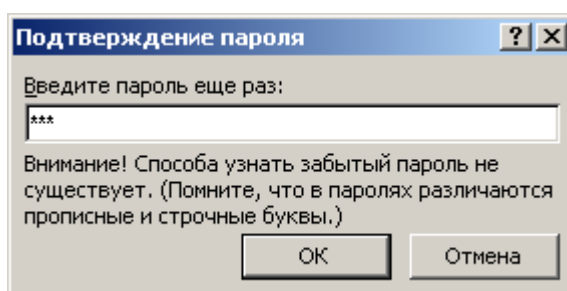 Подтверждение пароля
Введите пароль еще раз:
***
Внимание! Способа узнать забытый пароль не
существует. (Помните, что в паролях различаются
прописные и строчные буквы.)
ОК Отмена